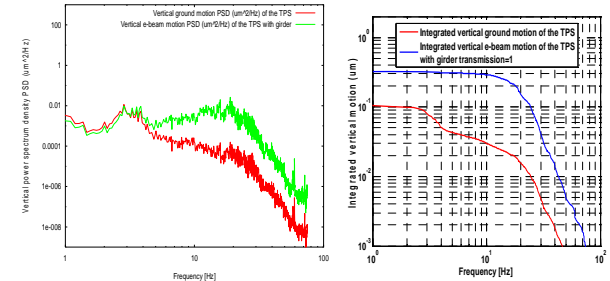 Vertical ground motion PSD (um^2/Hz) of the TPS
Vertical e-beam motion PSD (um^2/Hz) of the TPS with girder
Vertical power spectrum density PSD (um^2/Hz)
100
1
0.01
0.0001
1e-006
1e-008
1
10
100
Frequency [Hz]
Integrated vertical ground motion of the TPS
Integrated vertical e-beam motion of the TPS
with girder transmission=1
Integrated vertical motion (um)
10^0
10^-1
10^-2
10^-3
10^0
10^1
10^2
Frequency [Hz]